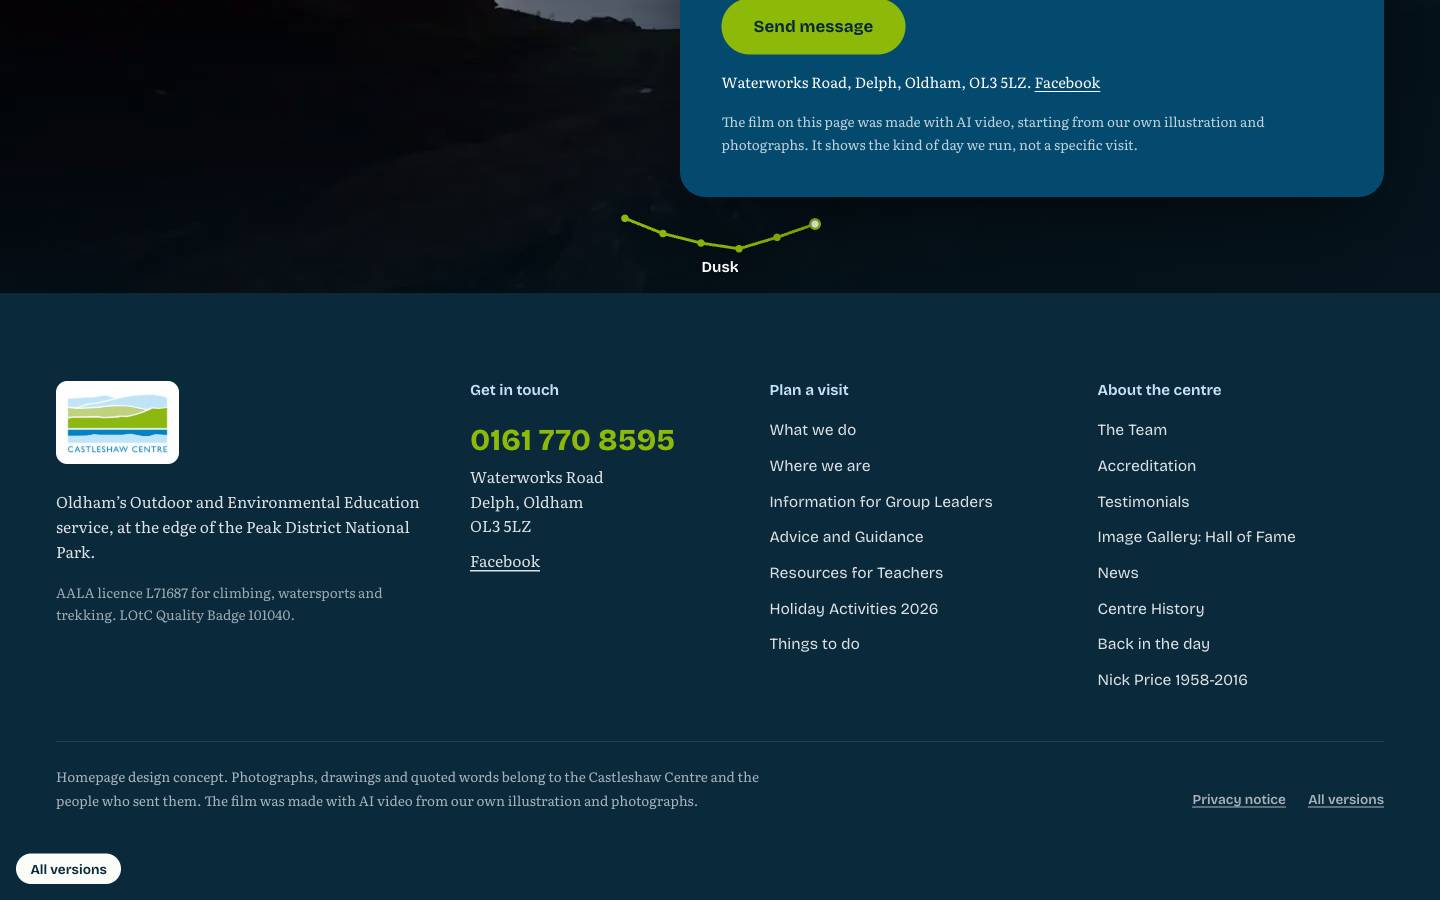 Send message
Waterworks Road, Delph, Oldham, OL3 5LZ. Facebook
The film on this page was made with AI video, starting from our own illustration and
photographs. It shows the kind of day we run, not a specific visit.
Dusk
CASTLESHAW CENTRE
Oldham’s Outdoor and Environmental Education
service, at the edge of the Peak District National
Park.
AALA licence L71687 for climbing, watersports and
trekking. LOtC Quality Badge 101040.
Get in touch
0161 770 8595
Waterworks Road
Delph, Oldham
OL3 5LZ
Facebook
Plan a visit
What we do
Where we are
Information for Group Leaders
Advice and Guidance
Resources for Teachers
Holiday Activities 2026
Things to do
About the centre
The Team
Accreditation
Testimonials
Image Gallery: Hall of Fame
News
Centre History
Back in the day
Nick Price 1958-2016
Homepage design concept. Photographs, drawings and quoted words belong to the Castleshaw Centre and the
people who sent them. The film was made with AI video from our own illustration and photographs.
Privacy notice
All versions
All versions